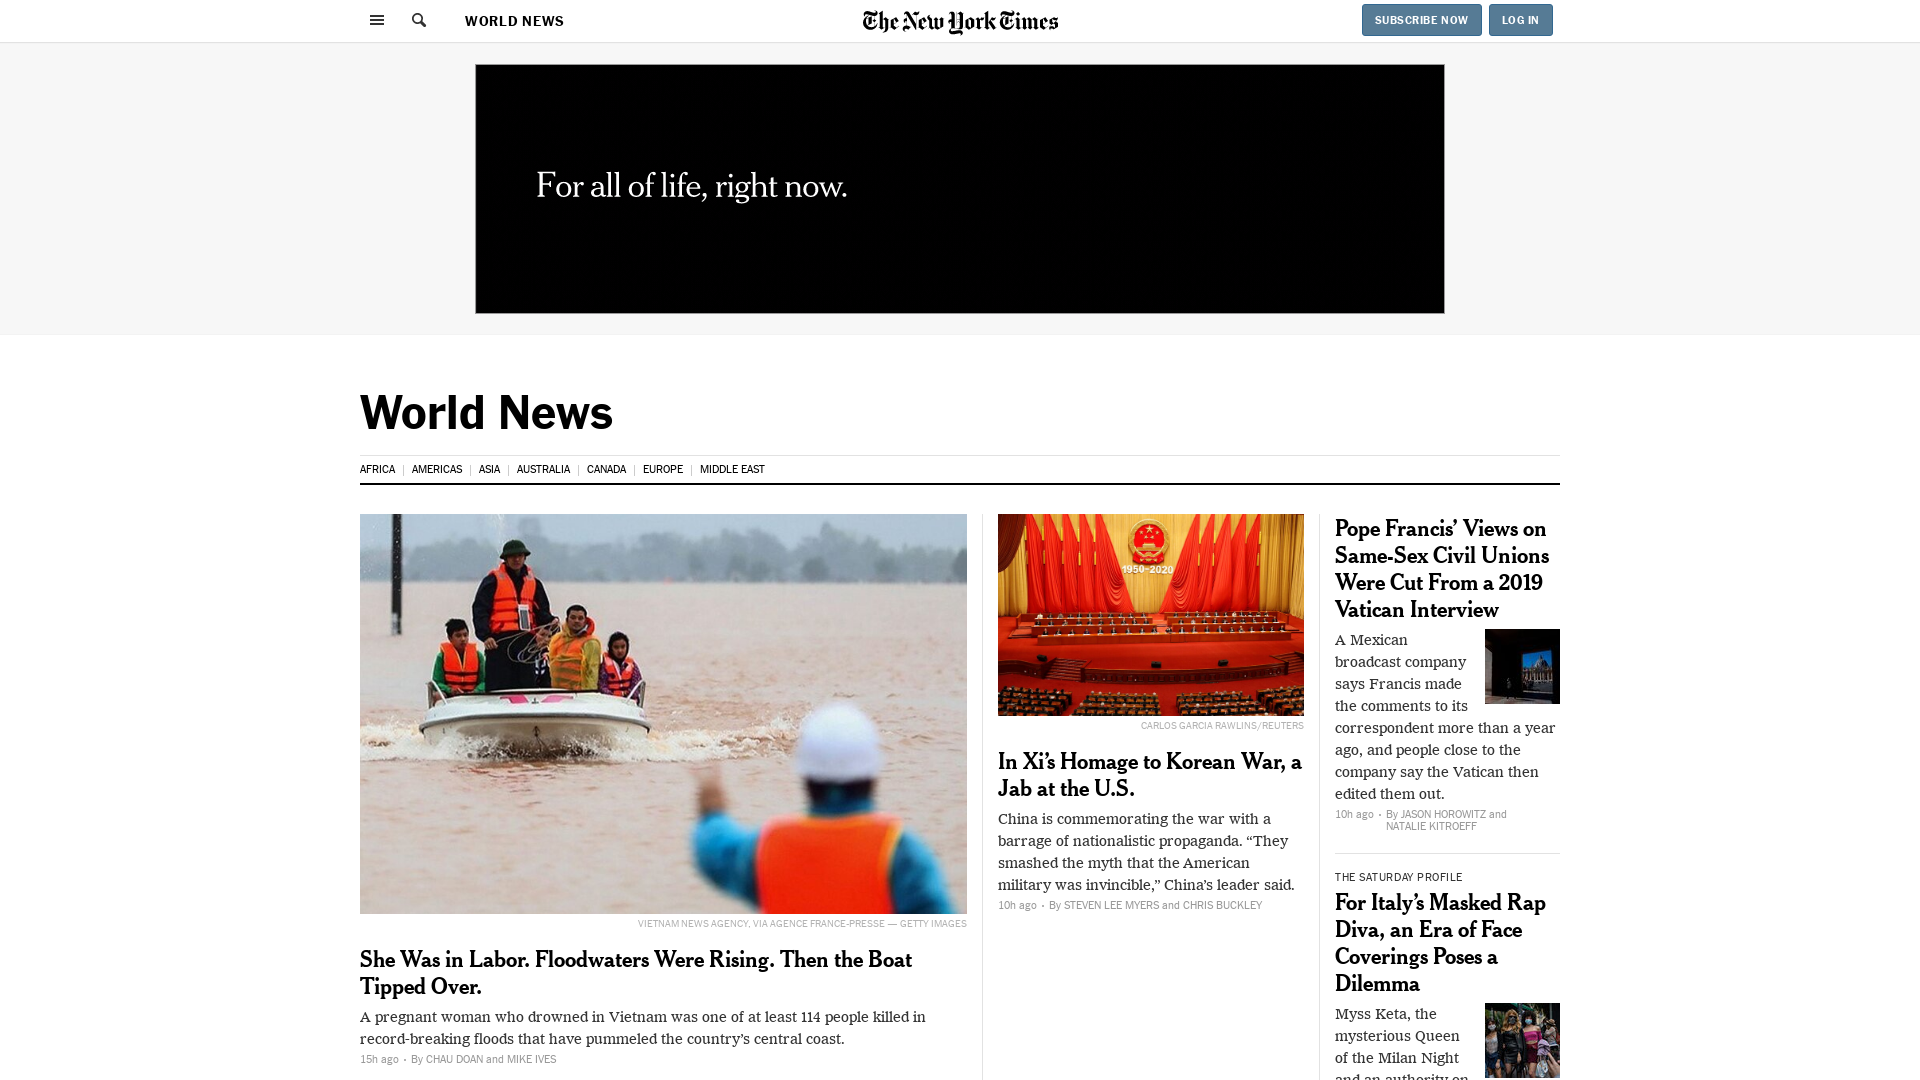 WORLD NEWS
The New York Times
SUBSCRIBE NOW
LOG IN
For all of life, right now.
World News
AFRICA
AMERICAS
ASIA
AUSTRALIA
CANADA
EUROPE
MIDDLE EAST
VIETNAM NEWS AGENCY, VIA AGENCE FRANCE-PRESSE — GETTY IMAGES
She Was in Labor. Floodwaters Were Rising. Then the Boat
Tipped Over.
A pregnant woman who drowned in Vietnam was one of at least 114 people killed in
record-breaking floods that have pummeled the country’s central coast.
15h ago • By CHAU DOAN and MIKE IVES
1950-2020
CARLOS GARCIA RAWLINS/REUTERS
In Xi’s Homage to Korean War, a
Jab at the U.S.
China is commemorating the war with a
barrage of nationalistic propaganda. “They
smashed the myth that the American
military was invincible,” China’s leader said.
10h ago • By STEVEN LEE MYERS and CHRIS BUCKLEY
Pope Francis’ Views on
Same-Sex Civil Unions
Were Cut From a 2019
Vatican Interview
A Mexican
broadcast company
says Francis made
the comments to its
correspondent more than a year
ago, and people close to the
company say the Vatican then
edited them out.
10h ago • By JASON HOROWITZ and
NATALIE KITROEFF
THE SATURDAY PROFILE
For Italy’s Masked Rap
Diva, an Era of Face
Coverings Poses a
Dilemma
Myss Keta, the
mysterious Queen
of the Milan Night
and an authority on